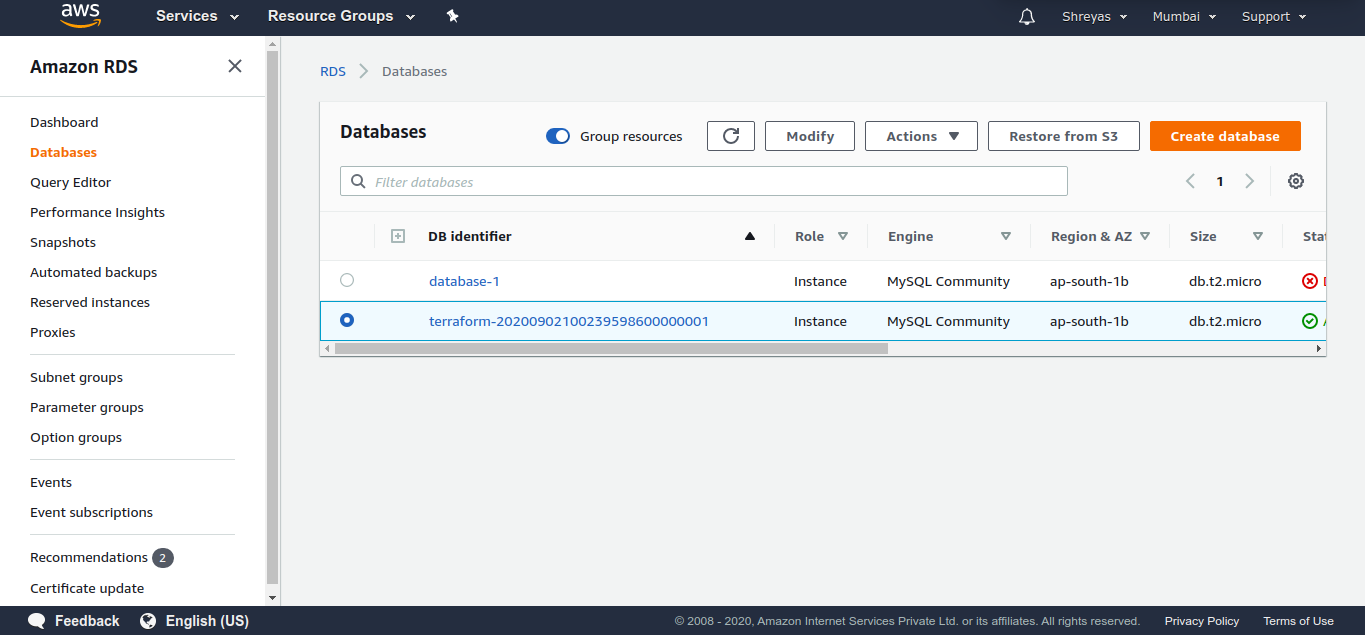 aws Services Resource Groups Shreyas Mumbai Support
Amazon RDS
Dashboard
Databases
Query Editor
Performance Insights
Snapshots
Automated backups
Reserved instances
Proxies
Subnet groups
Parameter groups
Option groups
Events
Event subscriptions
Recommendations 2
Certificate update
RDS Databases
Databases Group resources Modify Actions Restore from S3 Create database
Filter databases 1
DB identifier Role Engine Region & AZ Size
database-1 Instance MySQL Community ap-south-1b db.t2.micro
terraform-20200902100239598600000001 Instance MySQL Community ap-south-1b db.t2.micro
Feedback English (US) © 2008 - 2020, Amazon Internet Services Private Ltd. or its affiliates. All rights reserved. Privacy Policy Terms of Use